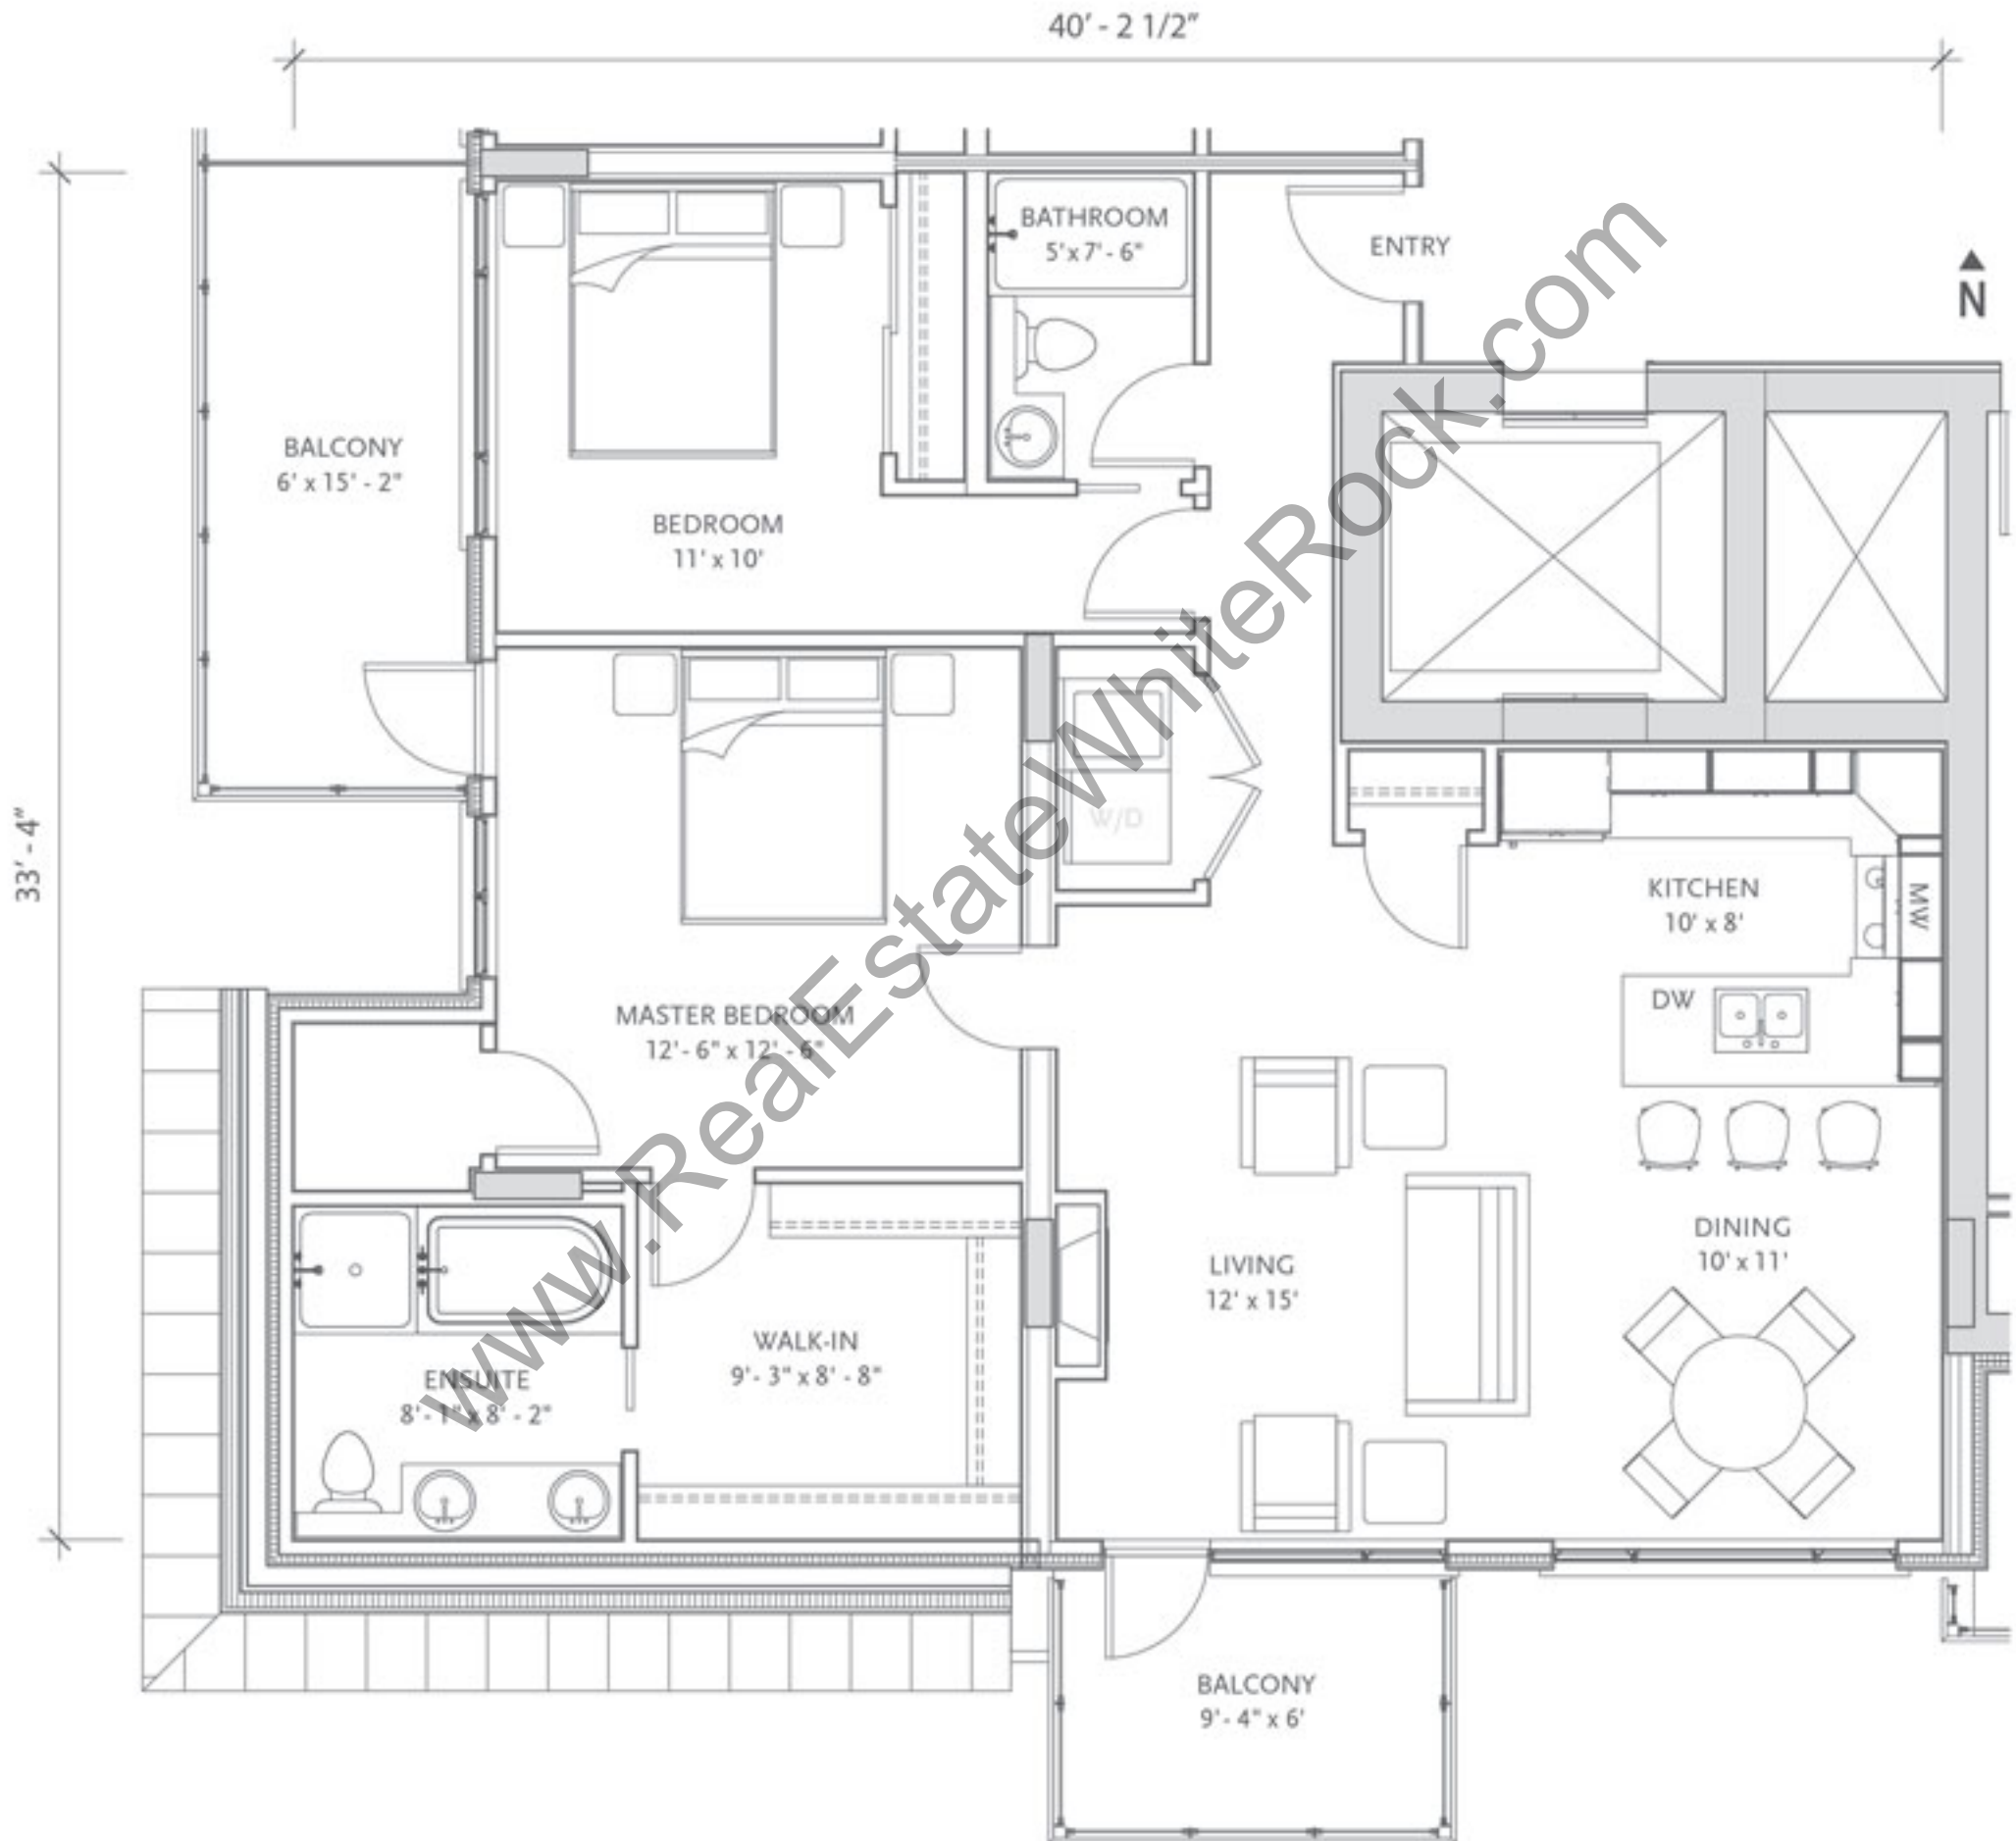 40' - 2 1/2"
BATHROOM
5' x 7' - 6"
ENTRY
N
BALCONY
6' x 15' - 2"
BEDROOM
11' x 10'
W/D
33' - 4"
KITCHEN
10' x 8'
MW
DW
MASTER BEDROOM
12' - 6" x 12' - 6"
DINING
10' x 11'
LIVING
12' x 15'
WALK-IN
9' - 3" x 8' - 8"
ENSUITE
8' - 1" x 8' - 2"
BALCONY
9' - 4" x 6'
www.RealEstateWhiteRock.com